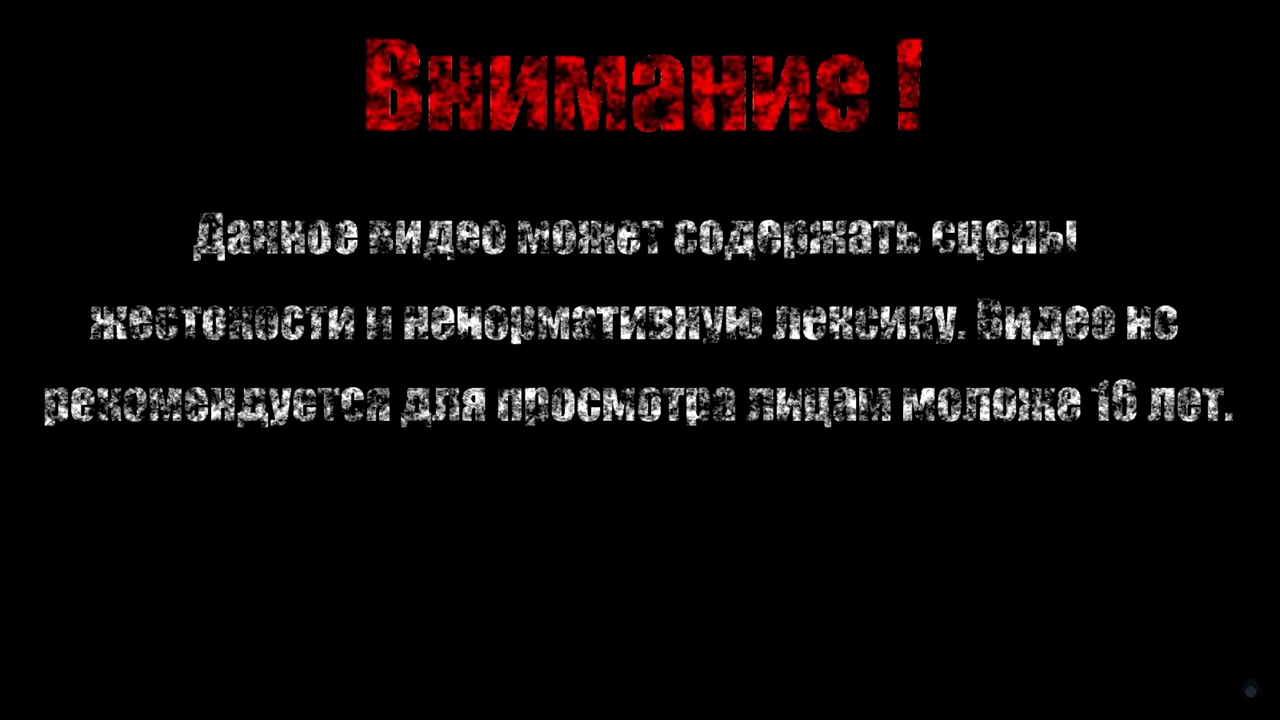 Внимание !
Данное видео может содержать сцены
жестокости и ненормативную лексику. Видео не
рекомендуется для просмотра лицам моложе 16 лет.